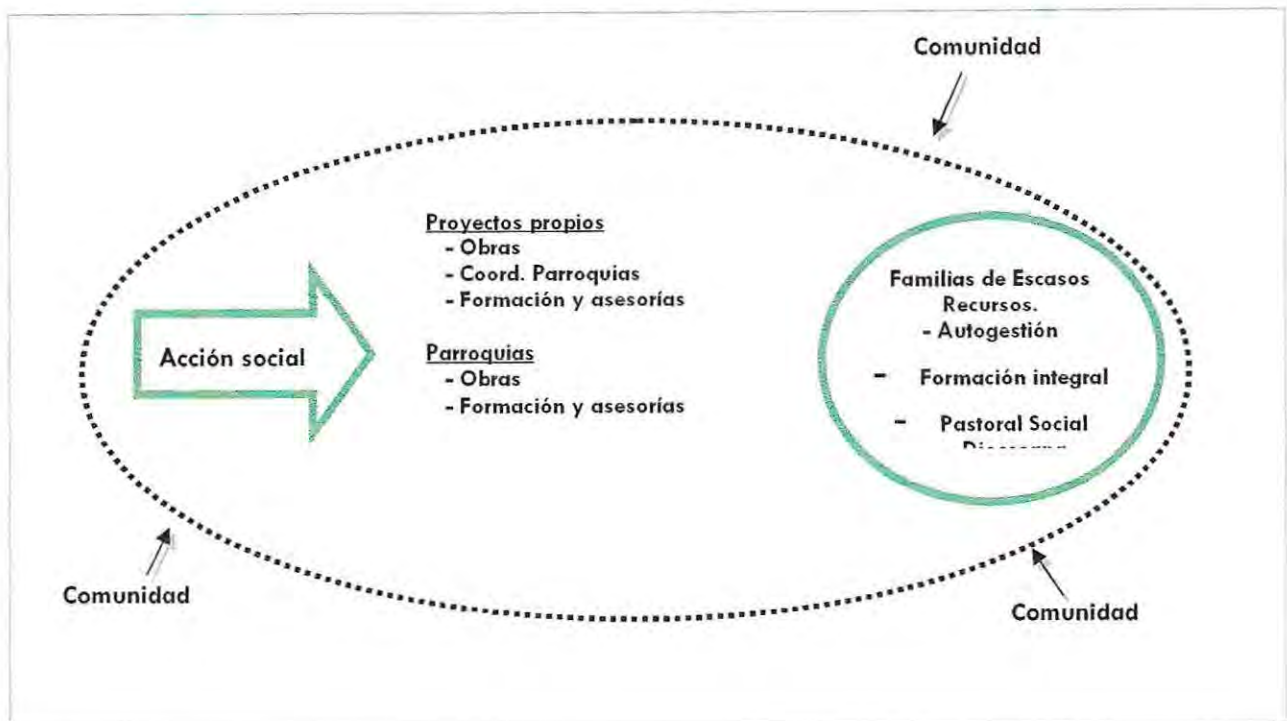 Comunidad
Proyectos propios
- Obras
- Coord. Parroquias
- Formación y asesorías
Acción social
Parroquias
- Obras
- Formación y asesorías
Familias de Escasos
Recursos.
- Autogestión
- Formación integral
- Pastoral Social
Comunidad
Comunidad